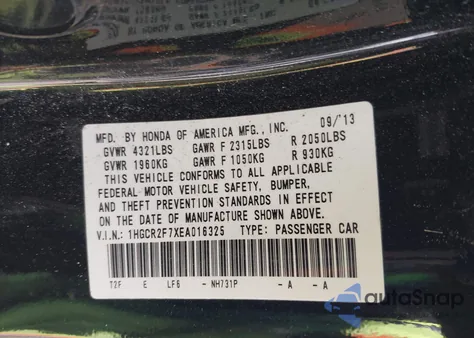 MFD. BY HONDA OF AMERICA MFG., INC. 09/'13
GVWR 4321LBS GAWR F 2315LBS R 2050LBS
GVWR 1960KG GAWR F 1050KG R 930KG
THIS VEHICLE CONFORMS TO ALL APPLICABLE
FEDERAL MOTOR VEHICLE SAFETY, BUMPER,
AND THEFT PREVENTION STANDARDS IN EFFECT
ON THE DATE OF MANUFACTURE SHOWN ABOVE.
V.I.N.: 1HGCR2F7XEA016325 TYPE: PASSENGER CAR
T2F E LF6 - NH731P - A - A
autoSnap